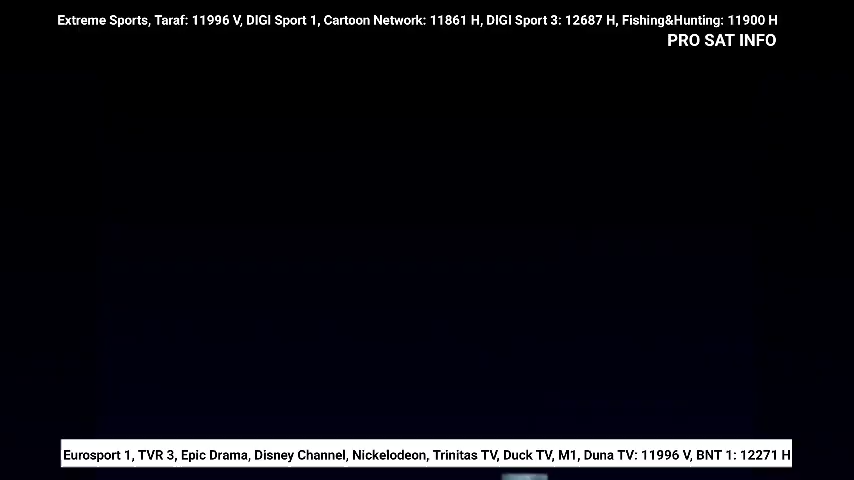 Extreme Sports, Taraf: 11996 V, DIGI Sport 1, Cartoon Network: 11861 H, DIGI Sport 3: 12687 H, Fishing&Hunting: 11900 H
PRO SAT INFO
Eurosport 1, TVR 3, Epic Drama, Disney Channel, Nickelodeon, Trinitas TV, Duck TV, M1, Duna TV: 11996 V, BNT 1: 12271 H